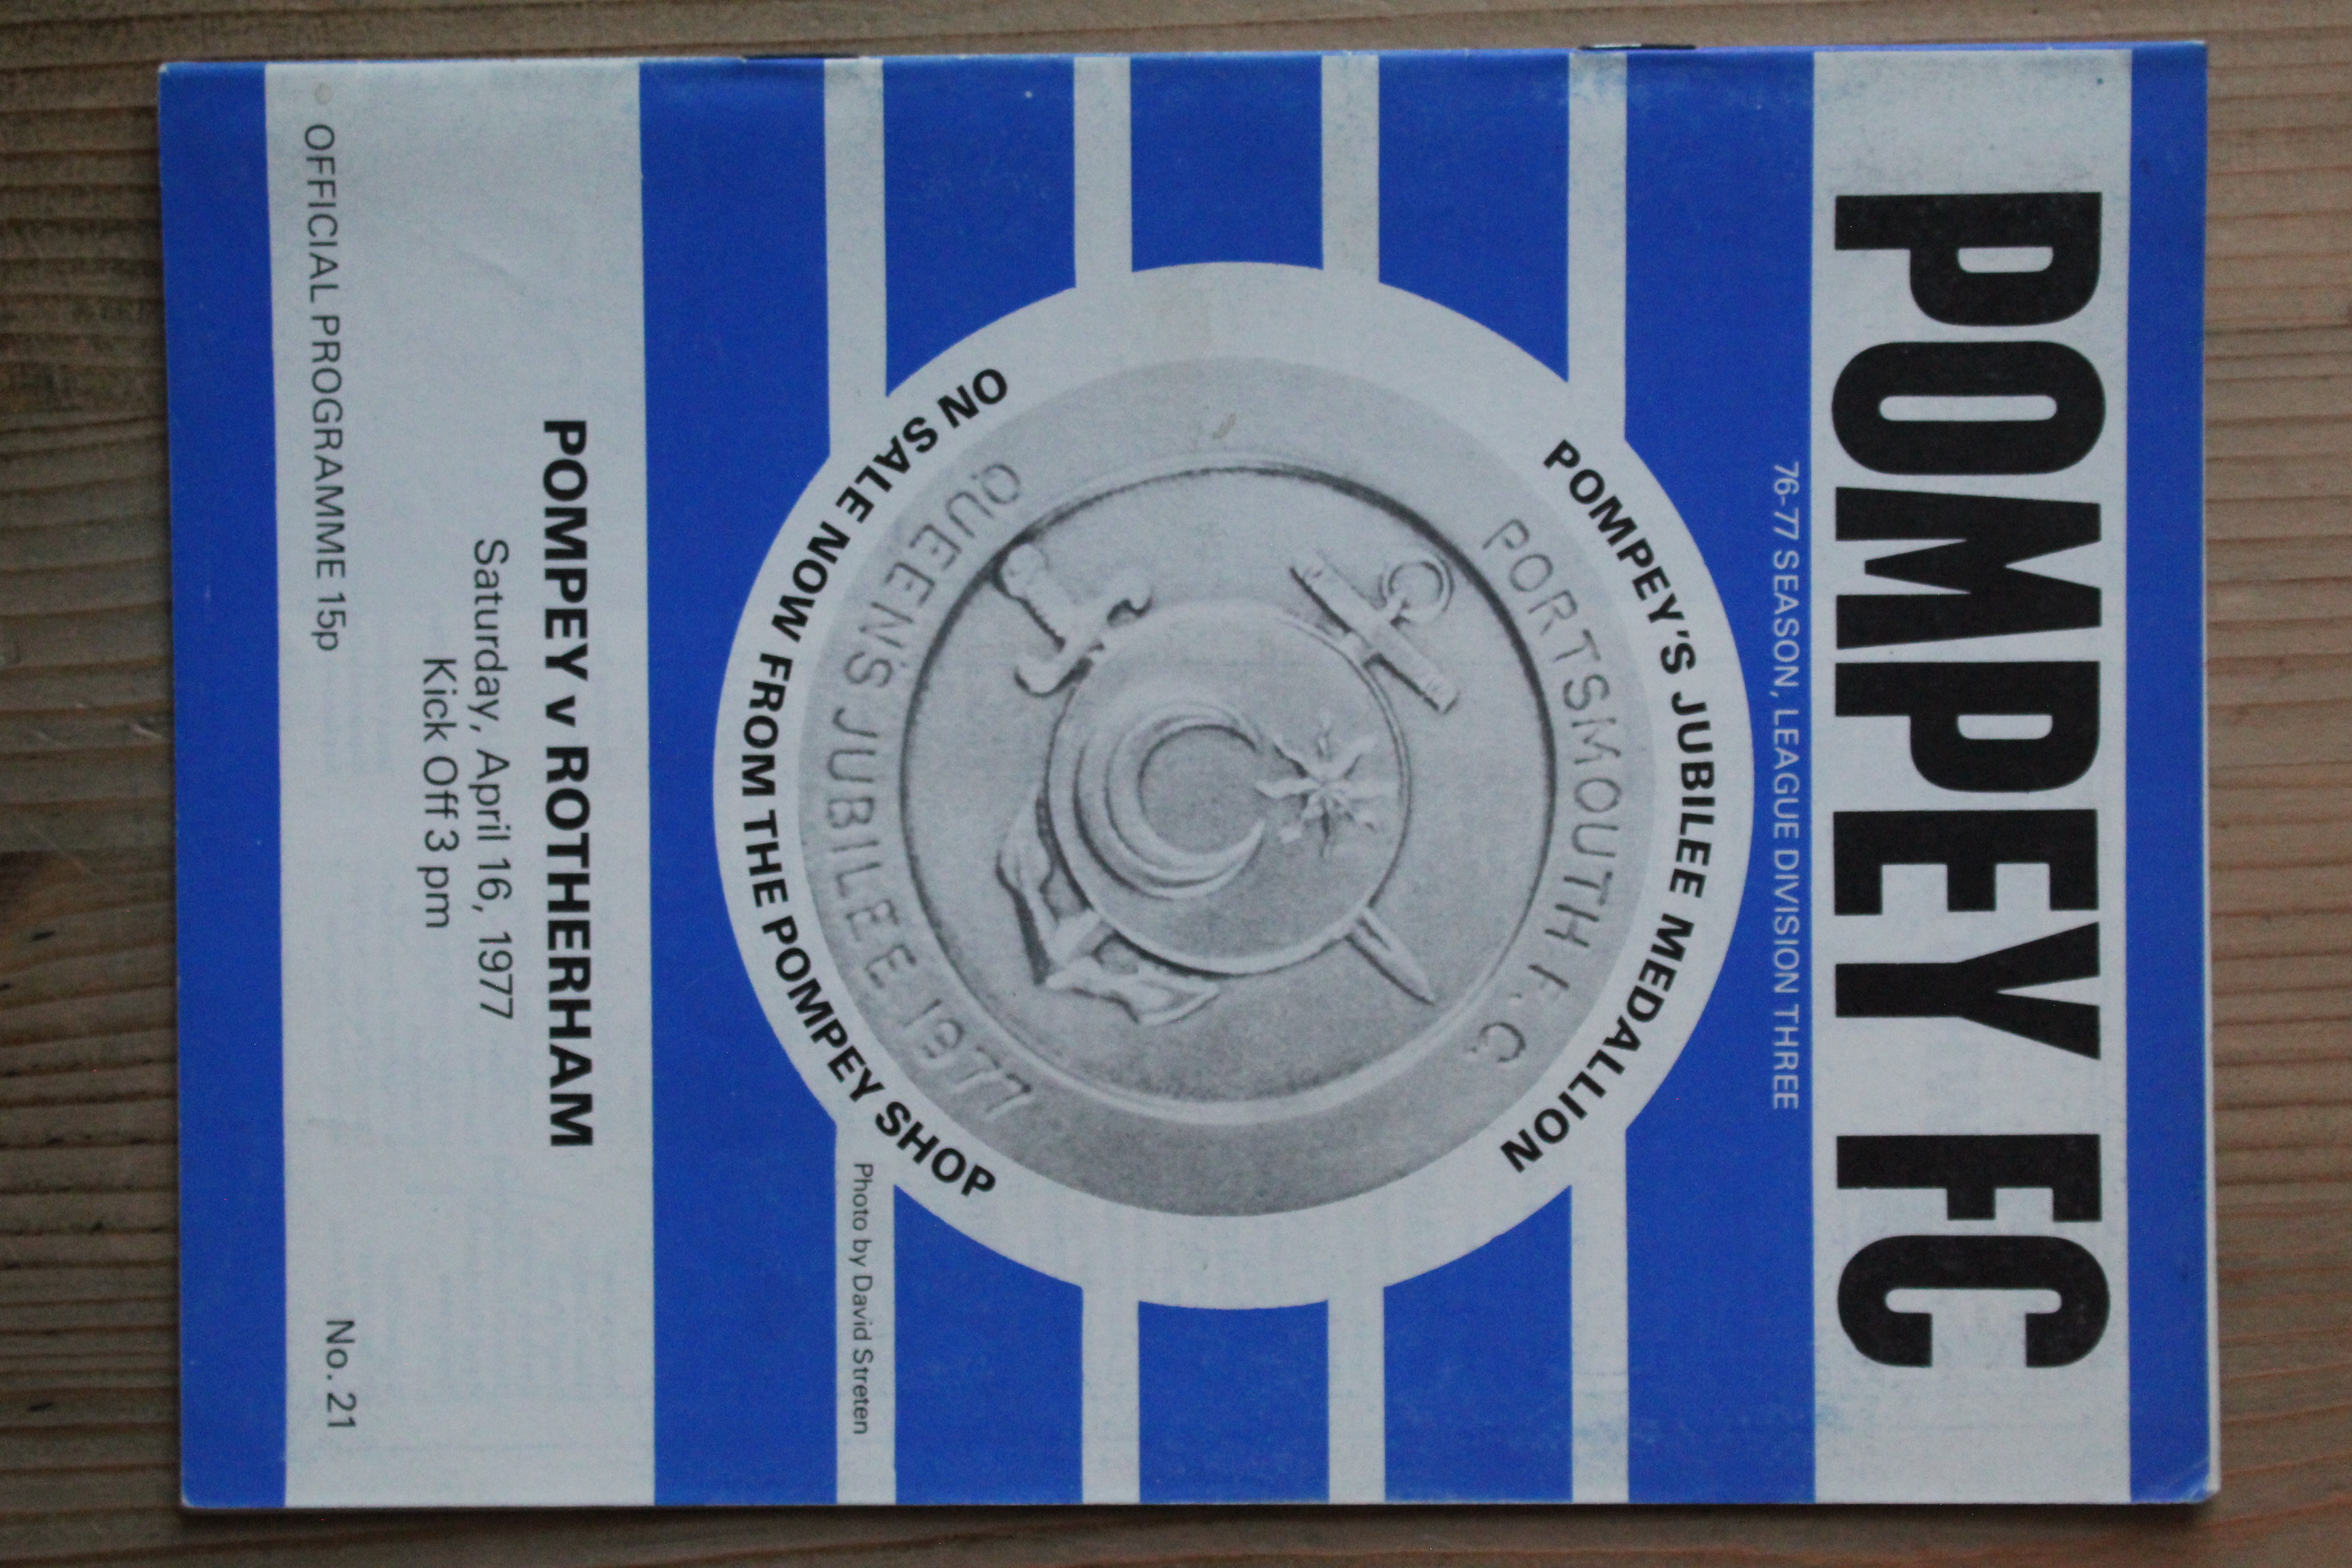 POMPEY FC
76-77 SEASON, LEAGUE DIVISION THREE
POMPEY'S JUBILEE MEDALLION
PORTSMOUTH F.C
QUEENS JUBILEE 1977
ON SALE NOW FROM THE POMPEY SHOP
Photo by David Streten
POMPEY v ROTHERHAM
Saturday, April 16, 1977
Kick Off 3 pm
OFFICIAL PROGRAMME 15p
No. 21